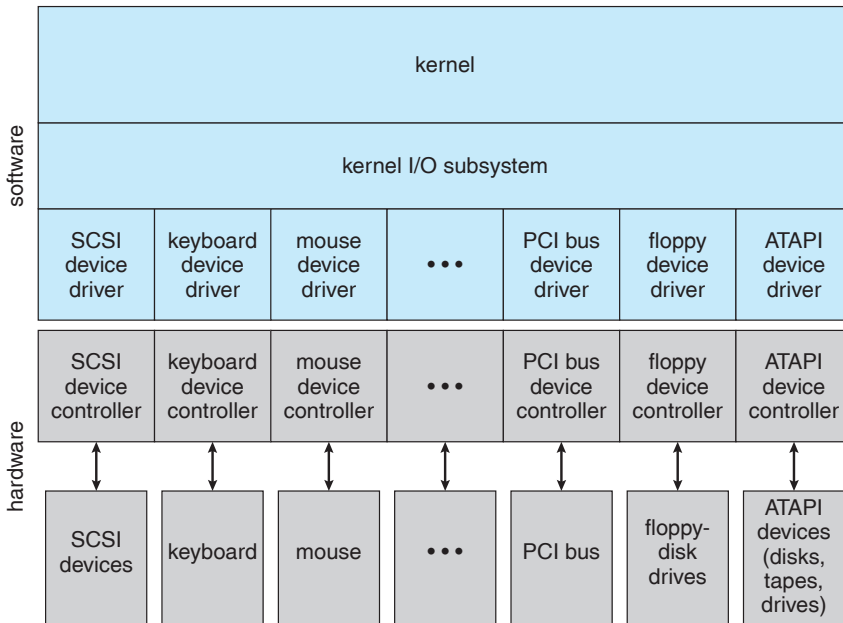 software
kernel
kernel I/O subsystem
SCSI
device
driver
keyboard
device
driver
mouse
device
driver
•••
PCI bus
device
driver
floppy
device
driver
ATAPI
device
driver
hardware
SCSI
device
controller
keyboard
device
controller
mouse
device
controller
•••
PCI bus
device
controller
floppy
device
controller
ATAPI
device
controller
SCSI
devices
keyboard
mouse
•••
PCI bus
floppy-
disk
drives
ATAPI
devices
(disks,
tapes,
drives)